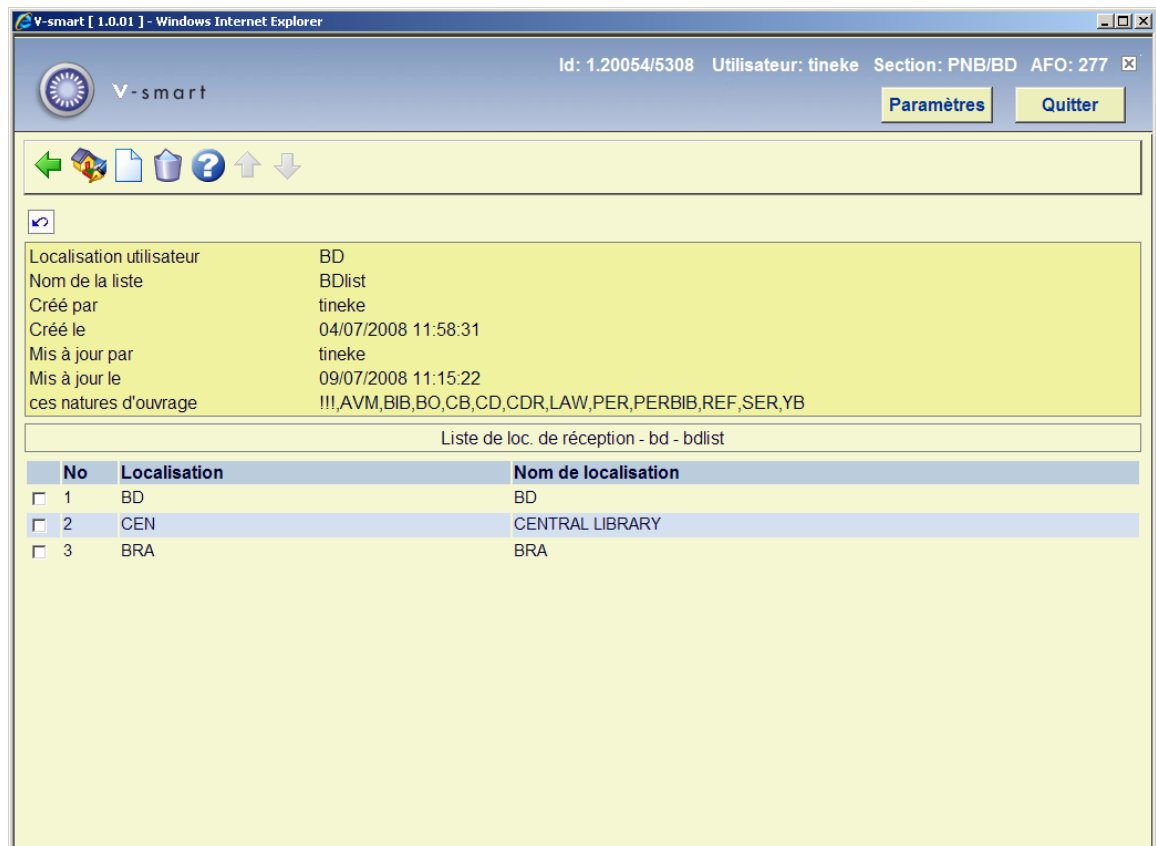 V-smart [ 1.0.01 ] - Windows Internet Explorer
Id: 1.20054/5308 Utilisateur: tineke Section: PNB/BD AFO: 277
V-smart
Paramètres Quitter
Localisation utilisateur BD
Nom de la liste BDlist
Créé par tineke
Créé le 04/07/2008 11:58:31
Mis à jour par tineke
Mis à jour le 09/07/2008 11:15:22
ces natures d'ouvrage !!!,AVM,BIB,BO,CB,CD,CDR,LAW,PER,PERBIB,REF,SER,YB
Liste de loc. de réception - bd - bdlist
No Localisation Nom de localisation
1 BD BD
2 CEN CENTRAL LIBRARY
3 BRA BRA